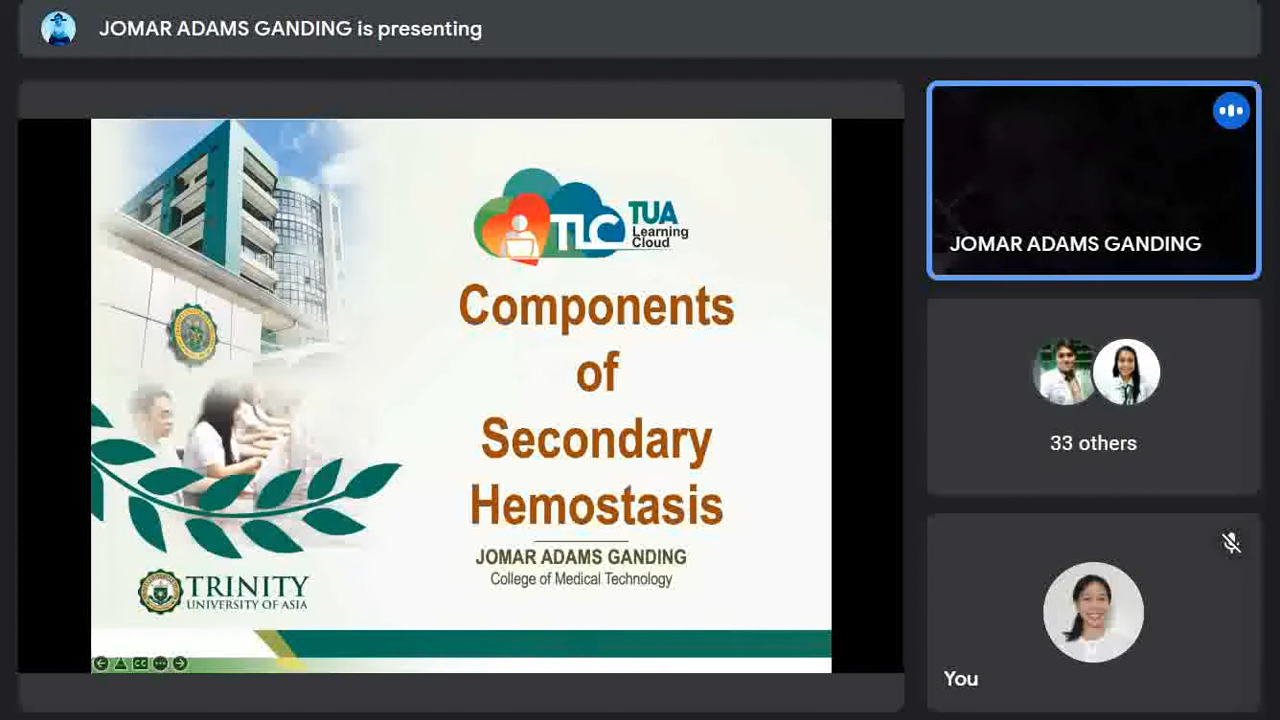 JOMAR ADAMS GANDING is presenting
TLC
TUA
Learning
Cloud
Components
of
Secondary
Hemostasis
JOMAR ADAMS GANDING
College of Medical Technology
TRINITY
UNIVERSITY OF ASIA
CC
JOMAR ADAMS GANDING
33 others
You